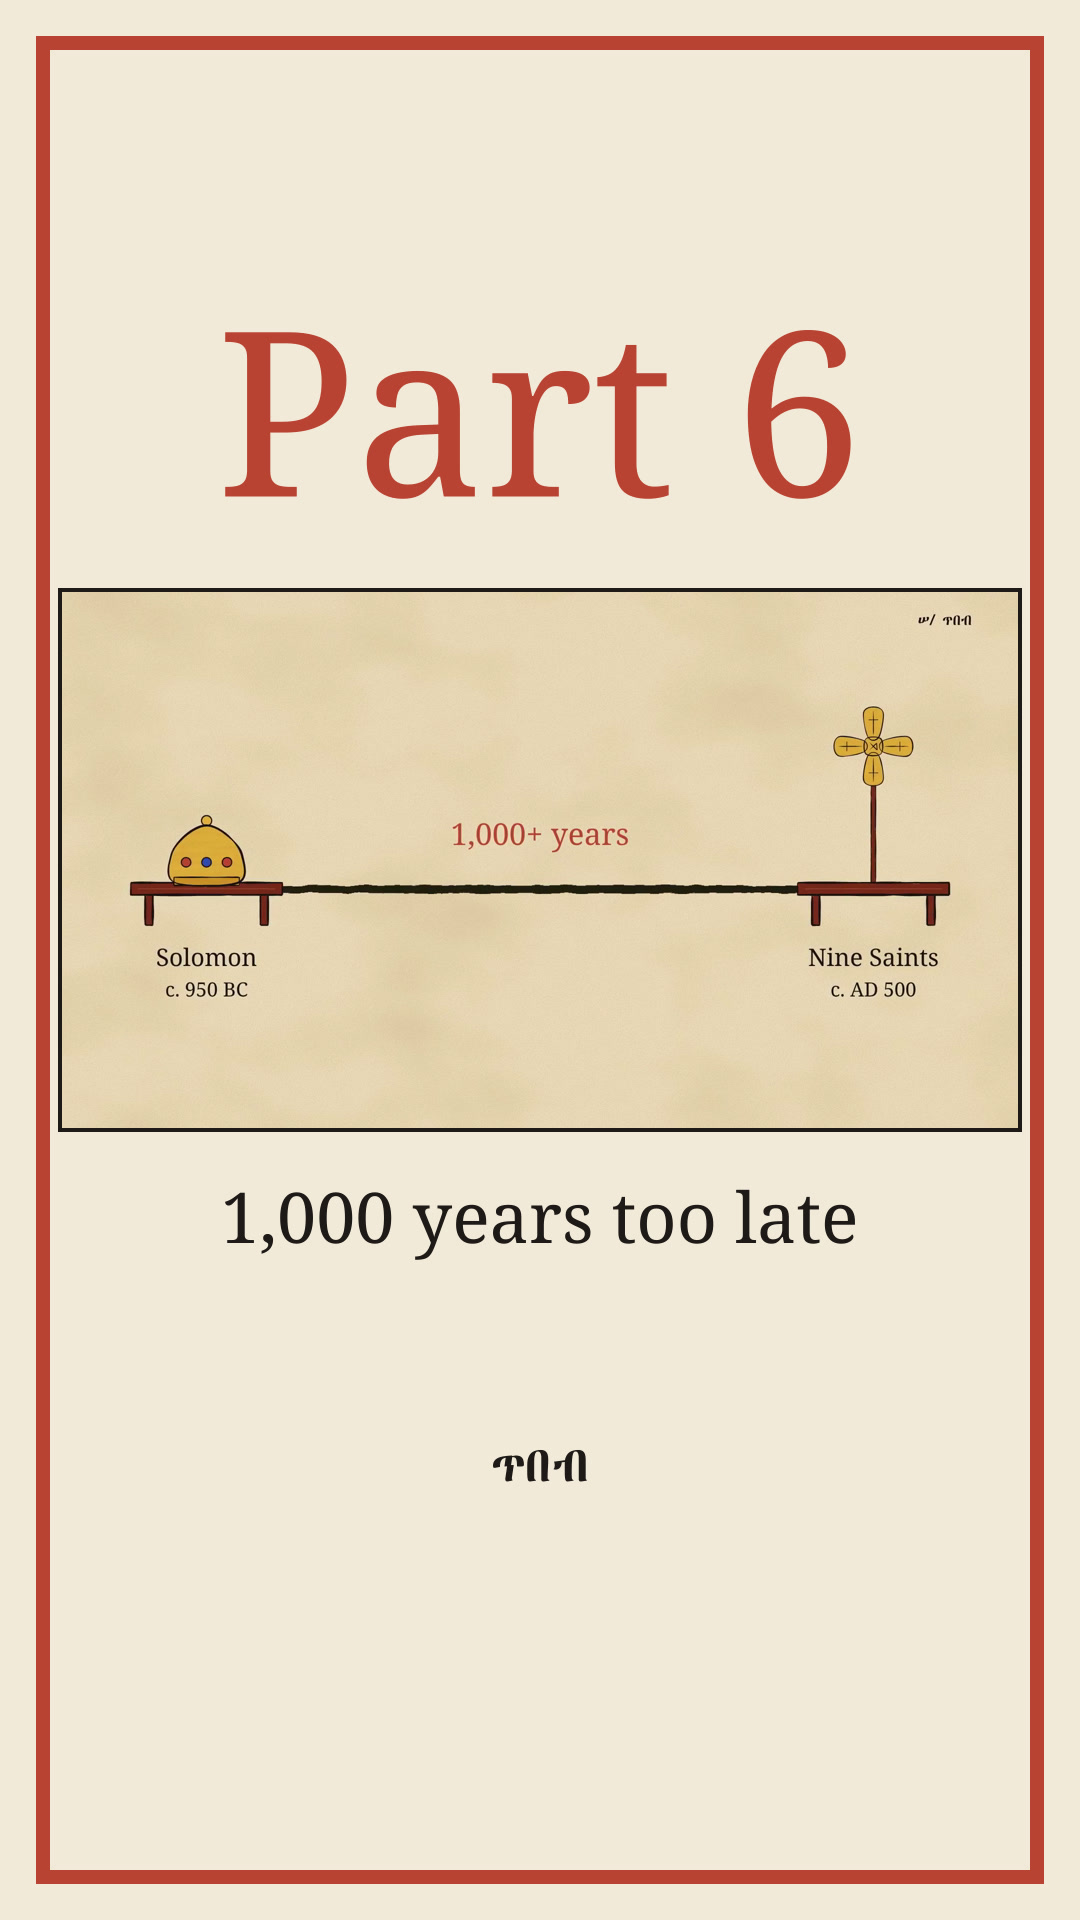 Part 6
ሠ/ ጥበብ
1,000+ years
Solomon
c. 950 BC
Nine Saints
c. AD 500
1,000 years too late
ጥበብ